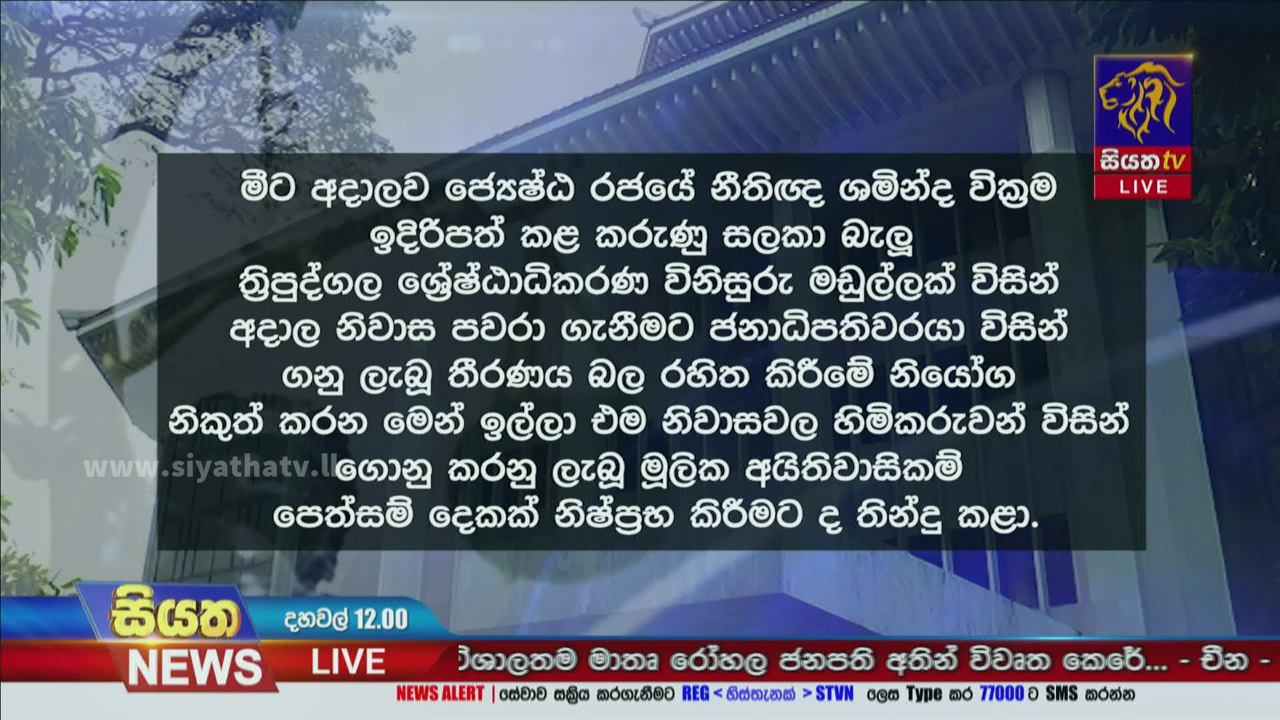 සියත tv
LIVE
මීට අදාලව ජ්‍යෙෂ්ඨ රජයේ නීතිඥ ශමින්ද වික්‍රම
ඉදිරිපත් කළ කරුණු සලකා බැලූ
ත්‍රිපුද්ගල ශ්‍රේෂ්ඨාධිකරණ විනිසුරු මඩුල්ලක් විසින්
අදාල නිවාස පවරා ගැනීමට ජනාධිපතිවරයා විසින්
ගනු ලැබූ තීරණය බල රහිත කිරීමේ නියෝග
නිකුත් කරන මෙන් ඉල්ලා එම නිවාසවල හිමිකරුවන් විසින්
ගොනු කරනු ලැබූ මූලික අයිතිවාසිකම්
පෙත්සම් දෙකක් නිෂ්ප්‍රභ කිරීමට ද තින්දු කළා.
www.siyathatv.l
සියත
NEWS
දහවල් 12.00
LIVE
විශාලතම මාතෘ රෝහල ජනපති අතින් විවෘත කෙරේ... - චීන -
NEWS ALERT | සේවාව සක්‍රිය කරගැනීමට REG < හිස්තැනක් > STVN ලෙස Type කර 77000 ට SMS කරන්න